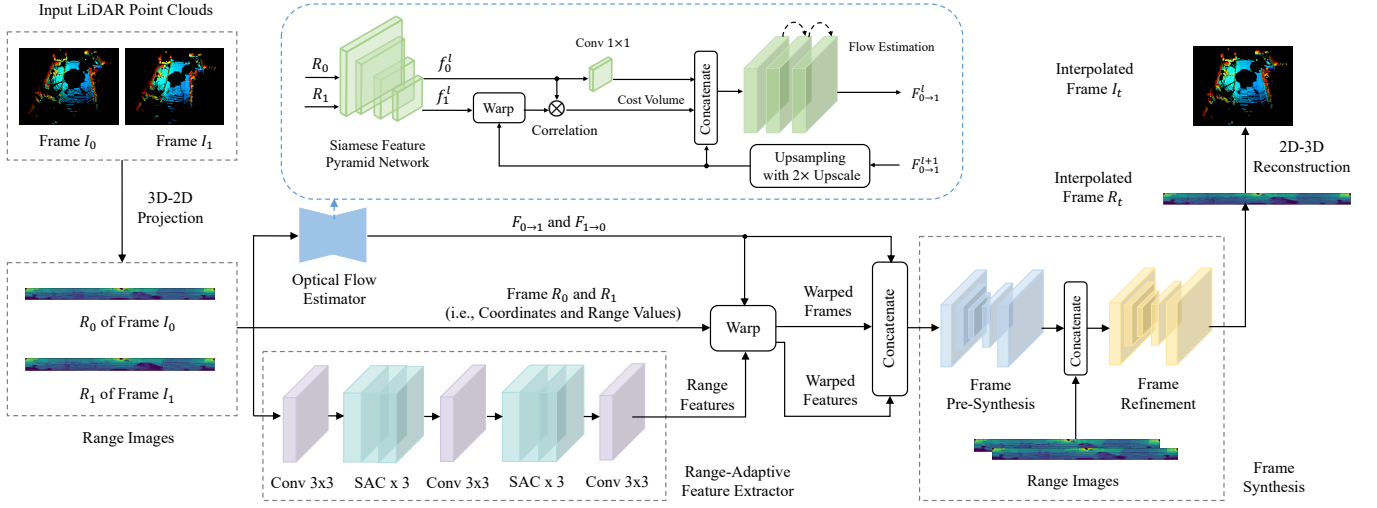 Input LiDAR Point Clouds
Frame I₀
Frame I₁
3D-2D
Projection
R₀ of Frame I₀
R₁ of Frame I₁
Range Images
R₀
R₁
Siamese Feature
Pyramid Network
f₀ˡ
f₁ˡ
Warp
Conv 1×1
Correlation
Cost Volume
Concatenate
Flow Estimation
F₀→₁ˡ
Upsampling
with 2× Upscale
F₀→₁ˡ⁺¹
Optical Flow
Estimator
F₀→₁ and F₁→₀
Frame R₀ and R₁
(i.e., Coordinates and Range Values)
Warp
Warped
Frames
Warped
Features
Range
Features
Concatenate
Conv 3x3
SAC x 3
Conv 3x3
SAC x 3
Conv 3x3
Range-Adaptive
Feature Extractor
Frame
Pre-Synthesis
Concatenate
Frame
Refinement
Range Images
Frame
Synthesis
Interpolated
Frame Rₜ
2D-3D
Reconstruction
Interpolated
Frame Iₜ